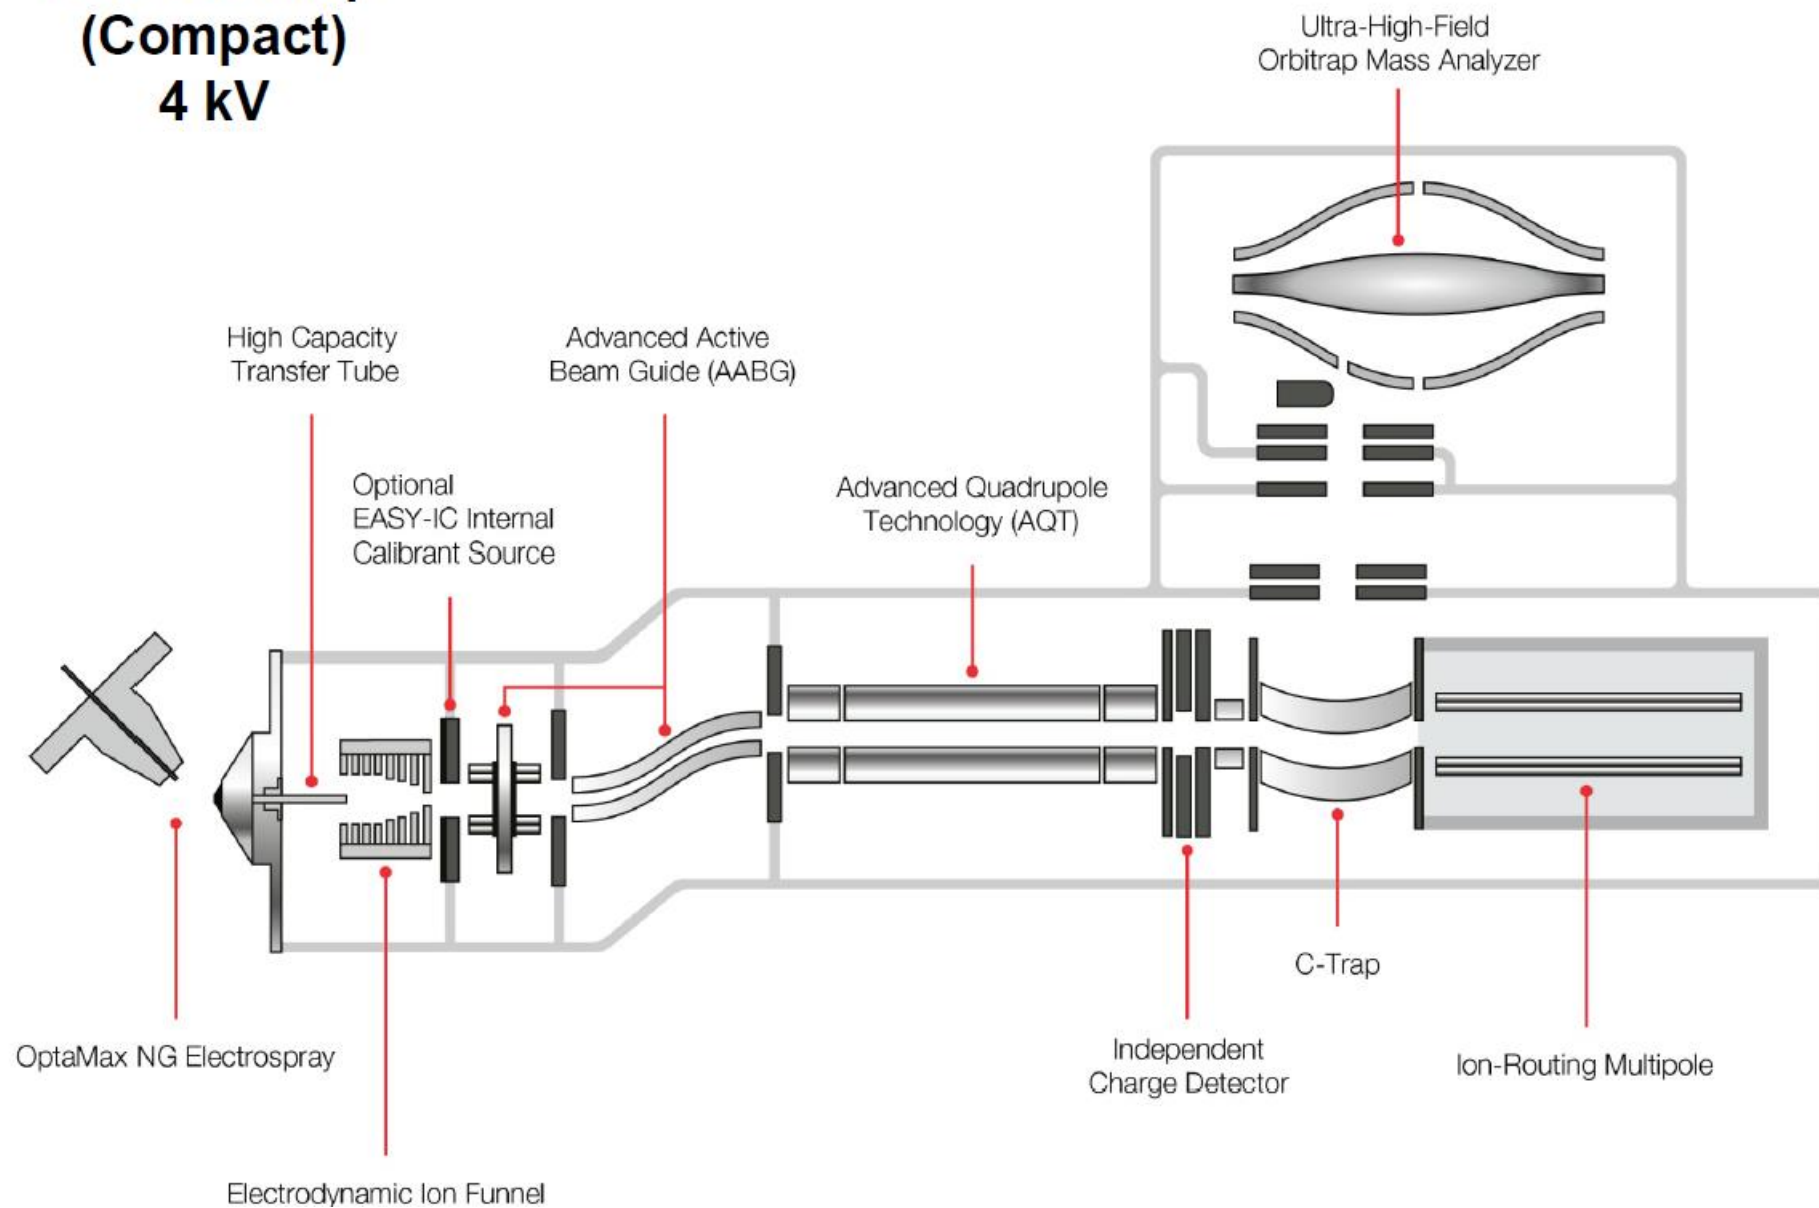 (Compact)
4 kV
Ultra-High-Field
Orbitrap Mass Analyzer
High Capacity
Transfer Tube
Advanced Active
Beam Guide (AABG)
Optional
EASY-IC Internal
Calibrant Source
Advanced Quadrupole
Technology (AQT)
C-Trap
OptaMax NG Electrospray
Independent
Charge Detector
Ion-Routing Multipole
Electrodynamic Ion Funnel